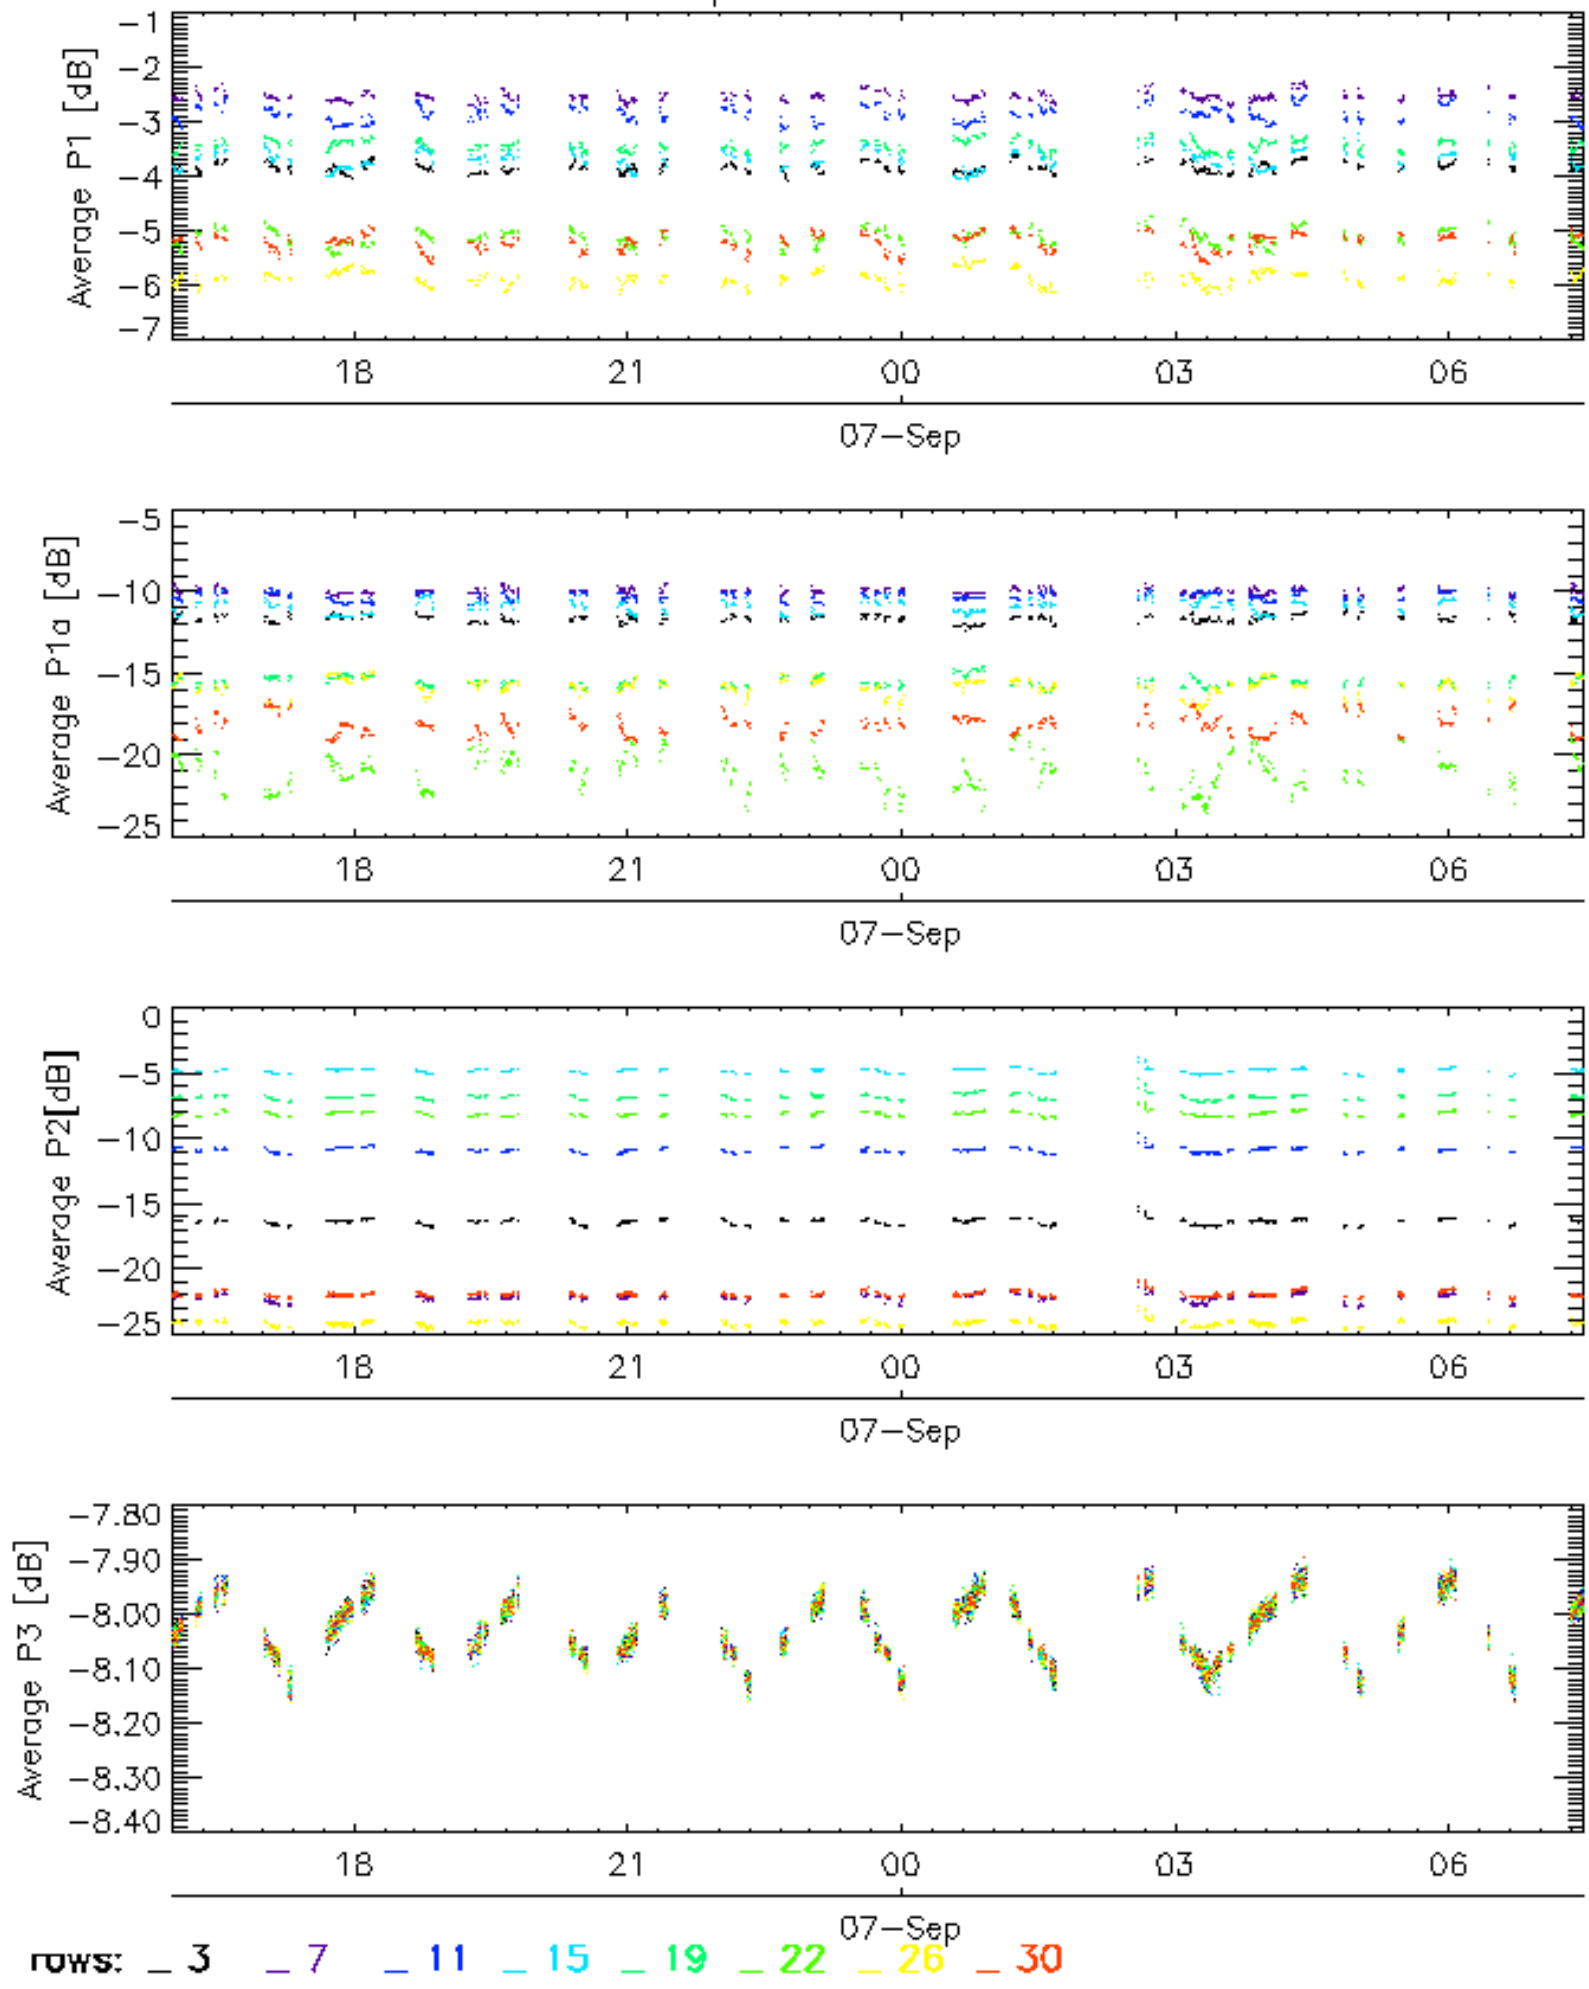 -1
-2
-3
-4
-5
-6
-7
Average P1 [dB]
18 21 00 03 06
07-Sep
-5
-10
-15
-20
-25
Average P1a [dB]
18 21 00 03 06
07-Sep
0
-5
-10
-15
-20
-25
Average P2[dB]
18 21 00 03 06
07-Sep
-7.80
-7.90
-8.00
-8.10
-8.20
-8.30
-8.40
Average P3 [dB]
18 21 00 03 06
07-Sep
rows: _ 3 _ 7 _ 11 _ 15 _ 19 _ 22 _ 26 _ 30